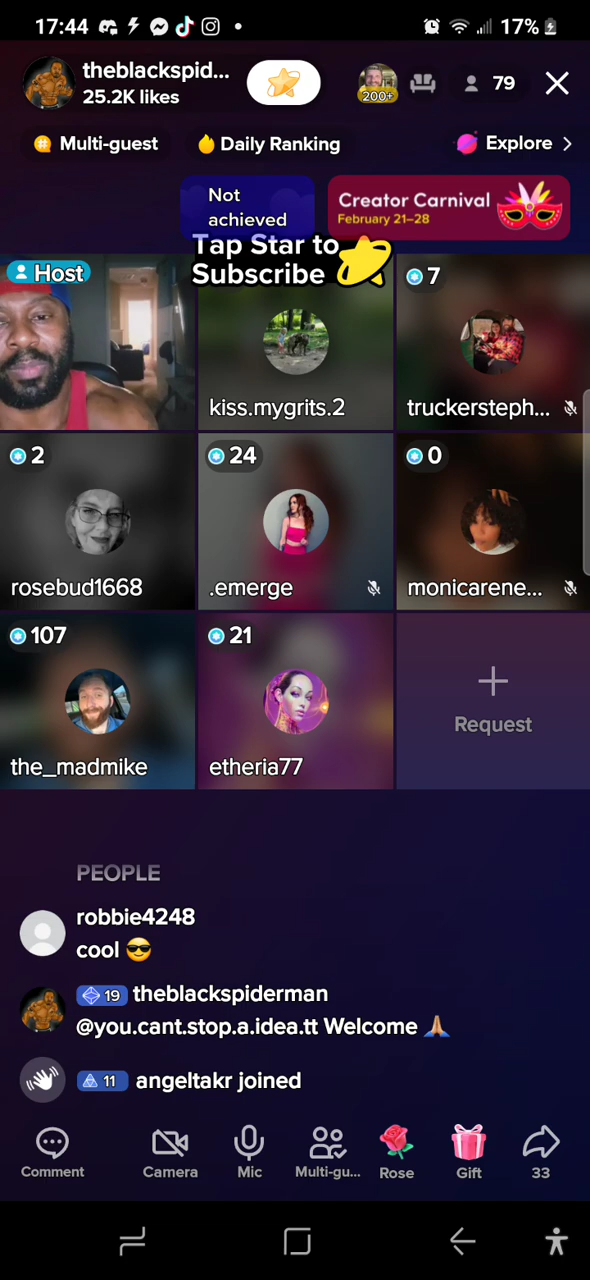 17:44
17%
theblackspid...
25.2K likes
200+
79
Multi-guest
Daily Ranking
Explore
Not
achieved
Creator Carnival
February 21–28
Tap Star to
Subscribe
Host
kiss.mygrits.2
7
truckersteph...
2
rosebud1668
24
.emerge
0
monicarene...
107
the_madmike
21
etheria77
Request
PEOPLE
robbie4248
cool 😎
19 theblackspiderman
@you.cant.stop.a.idea.tt Welcome 🙏🏽
11 angeltakr joined
Comment
Camera
Mic
Multi-gu...
Rose
Gift
33